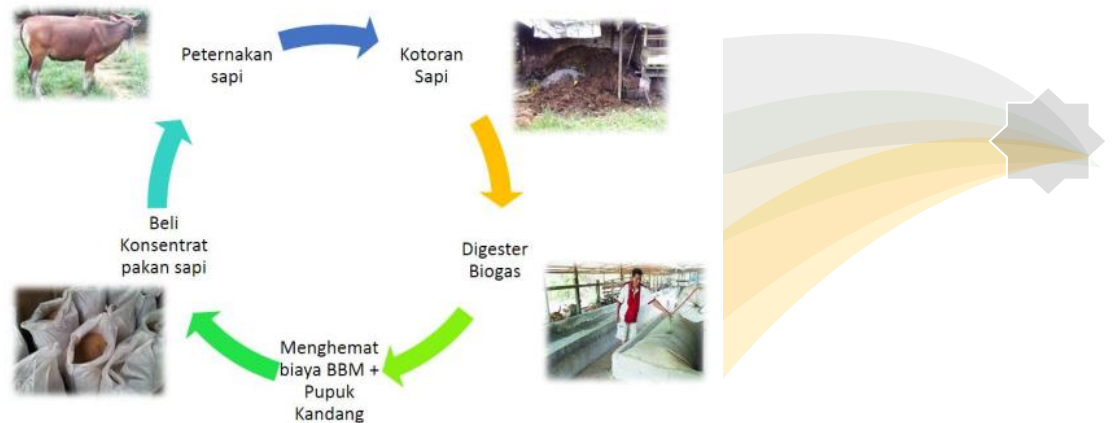 Peternakan
sapi
Kotoran
Sapi
Digester
Biogas
Menghemat
biaya BBM +
Pupuk
Kandang
Beli
Konsentrat
pakan sapi